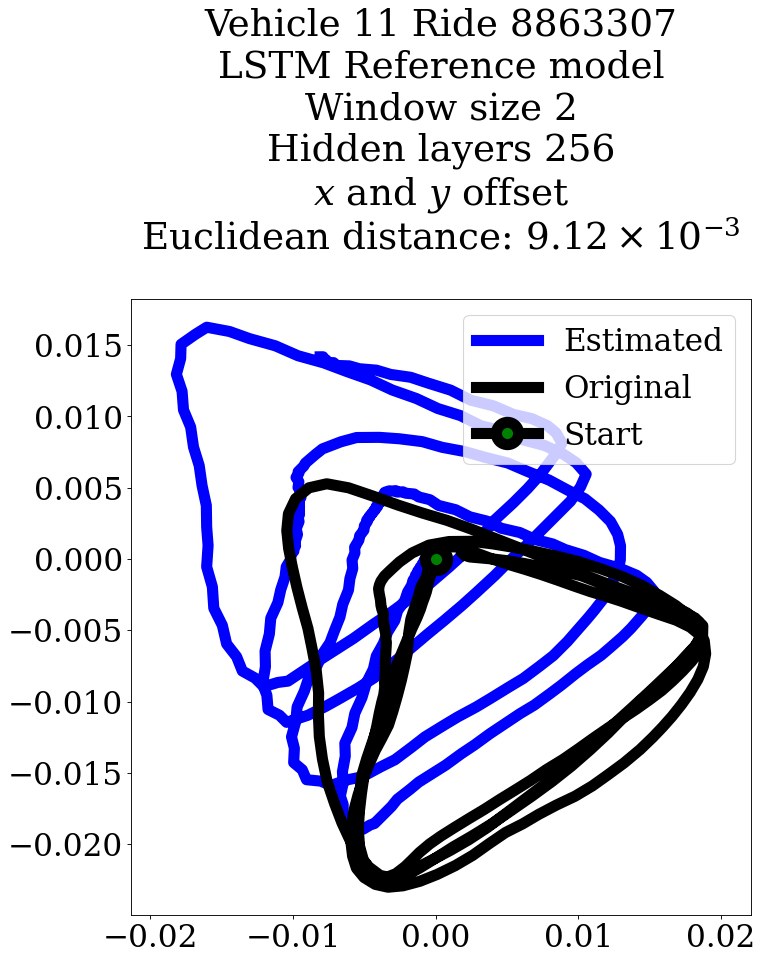 Vehicle 11 Ride 8863307
LSTM Reference model
Window size 2
Hidden layers 256
x and y offset
Euclidean distance: 9.12 × 10⁻³
Estimated
Original
Start
0.015
0.010
0.005
0.000
−0.005
−0.010
−0.015
−0.020
−0.02 −0.01 0.00 0.01 0.02